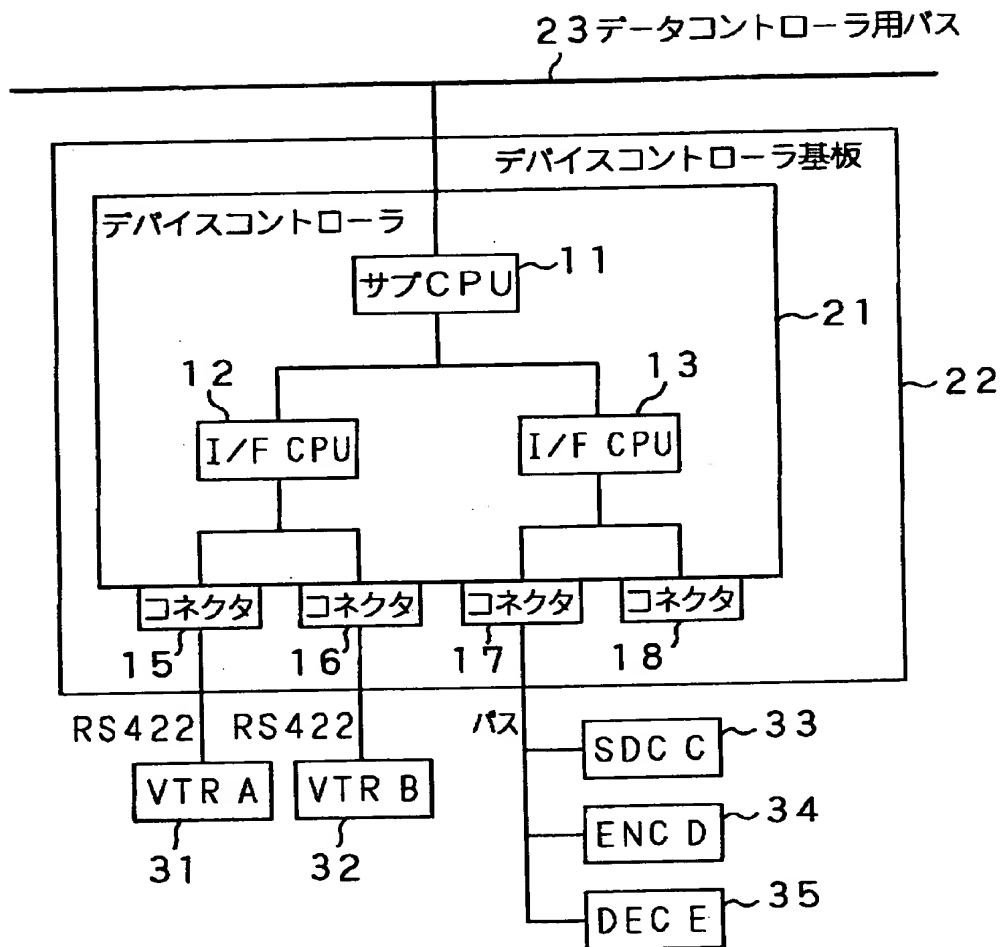 23データコントローラ用バス
デバイスコントローラ基板
デバイスコントローラ
サブCPU
11
21
12
13
22
I/F CPU
I/F CPU
コネクタ
コネクタ
コネクタ
コネクタ
15
16
17
18
RS422
RS422
バス
VTR A
VTR B
SDC C
33
ENC D
34
31
32
DEC E
35